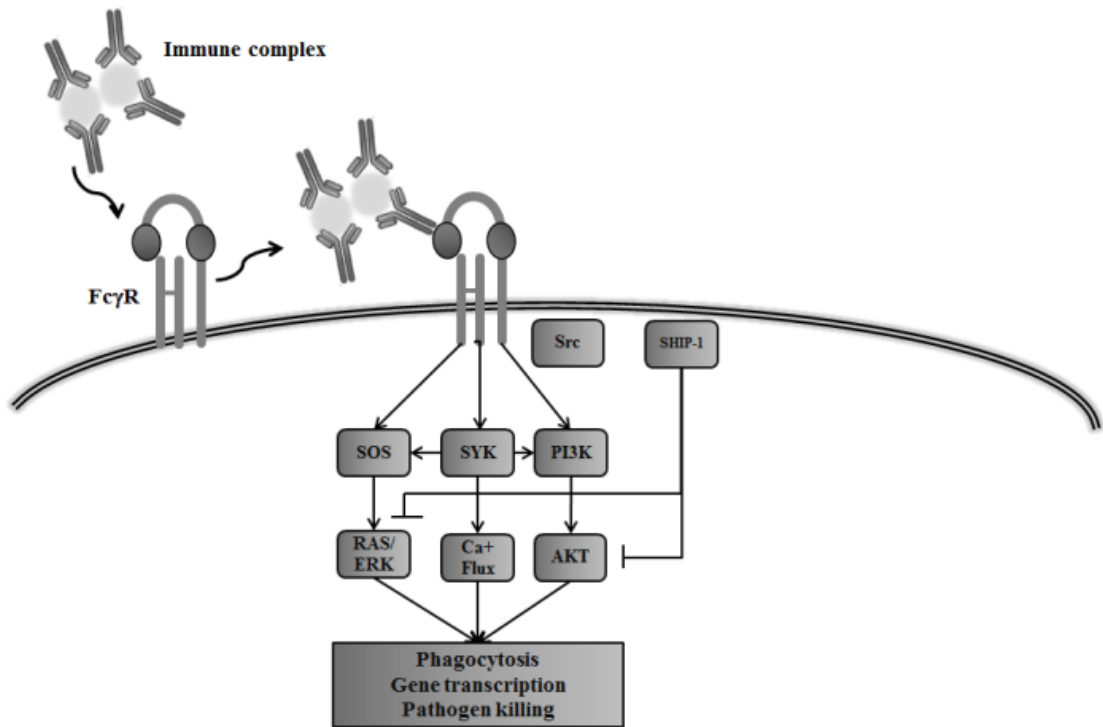 Immune complex
FcγR
Src
SHIP-1
SOS
SYK
PI3K
RAS/
ERK
Ca+
Flux
AKT
Phagocytosis
Gene transcription
Pathogen killing